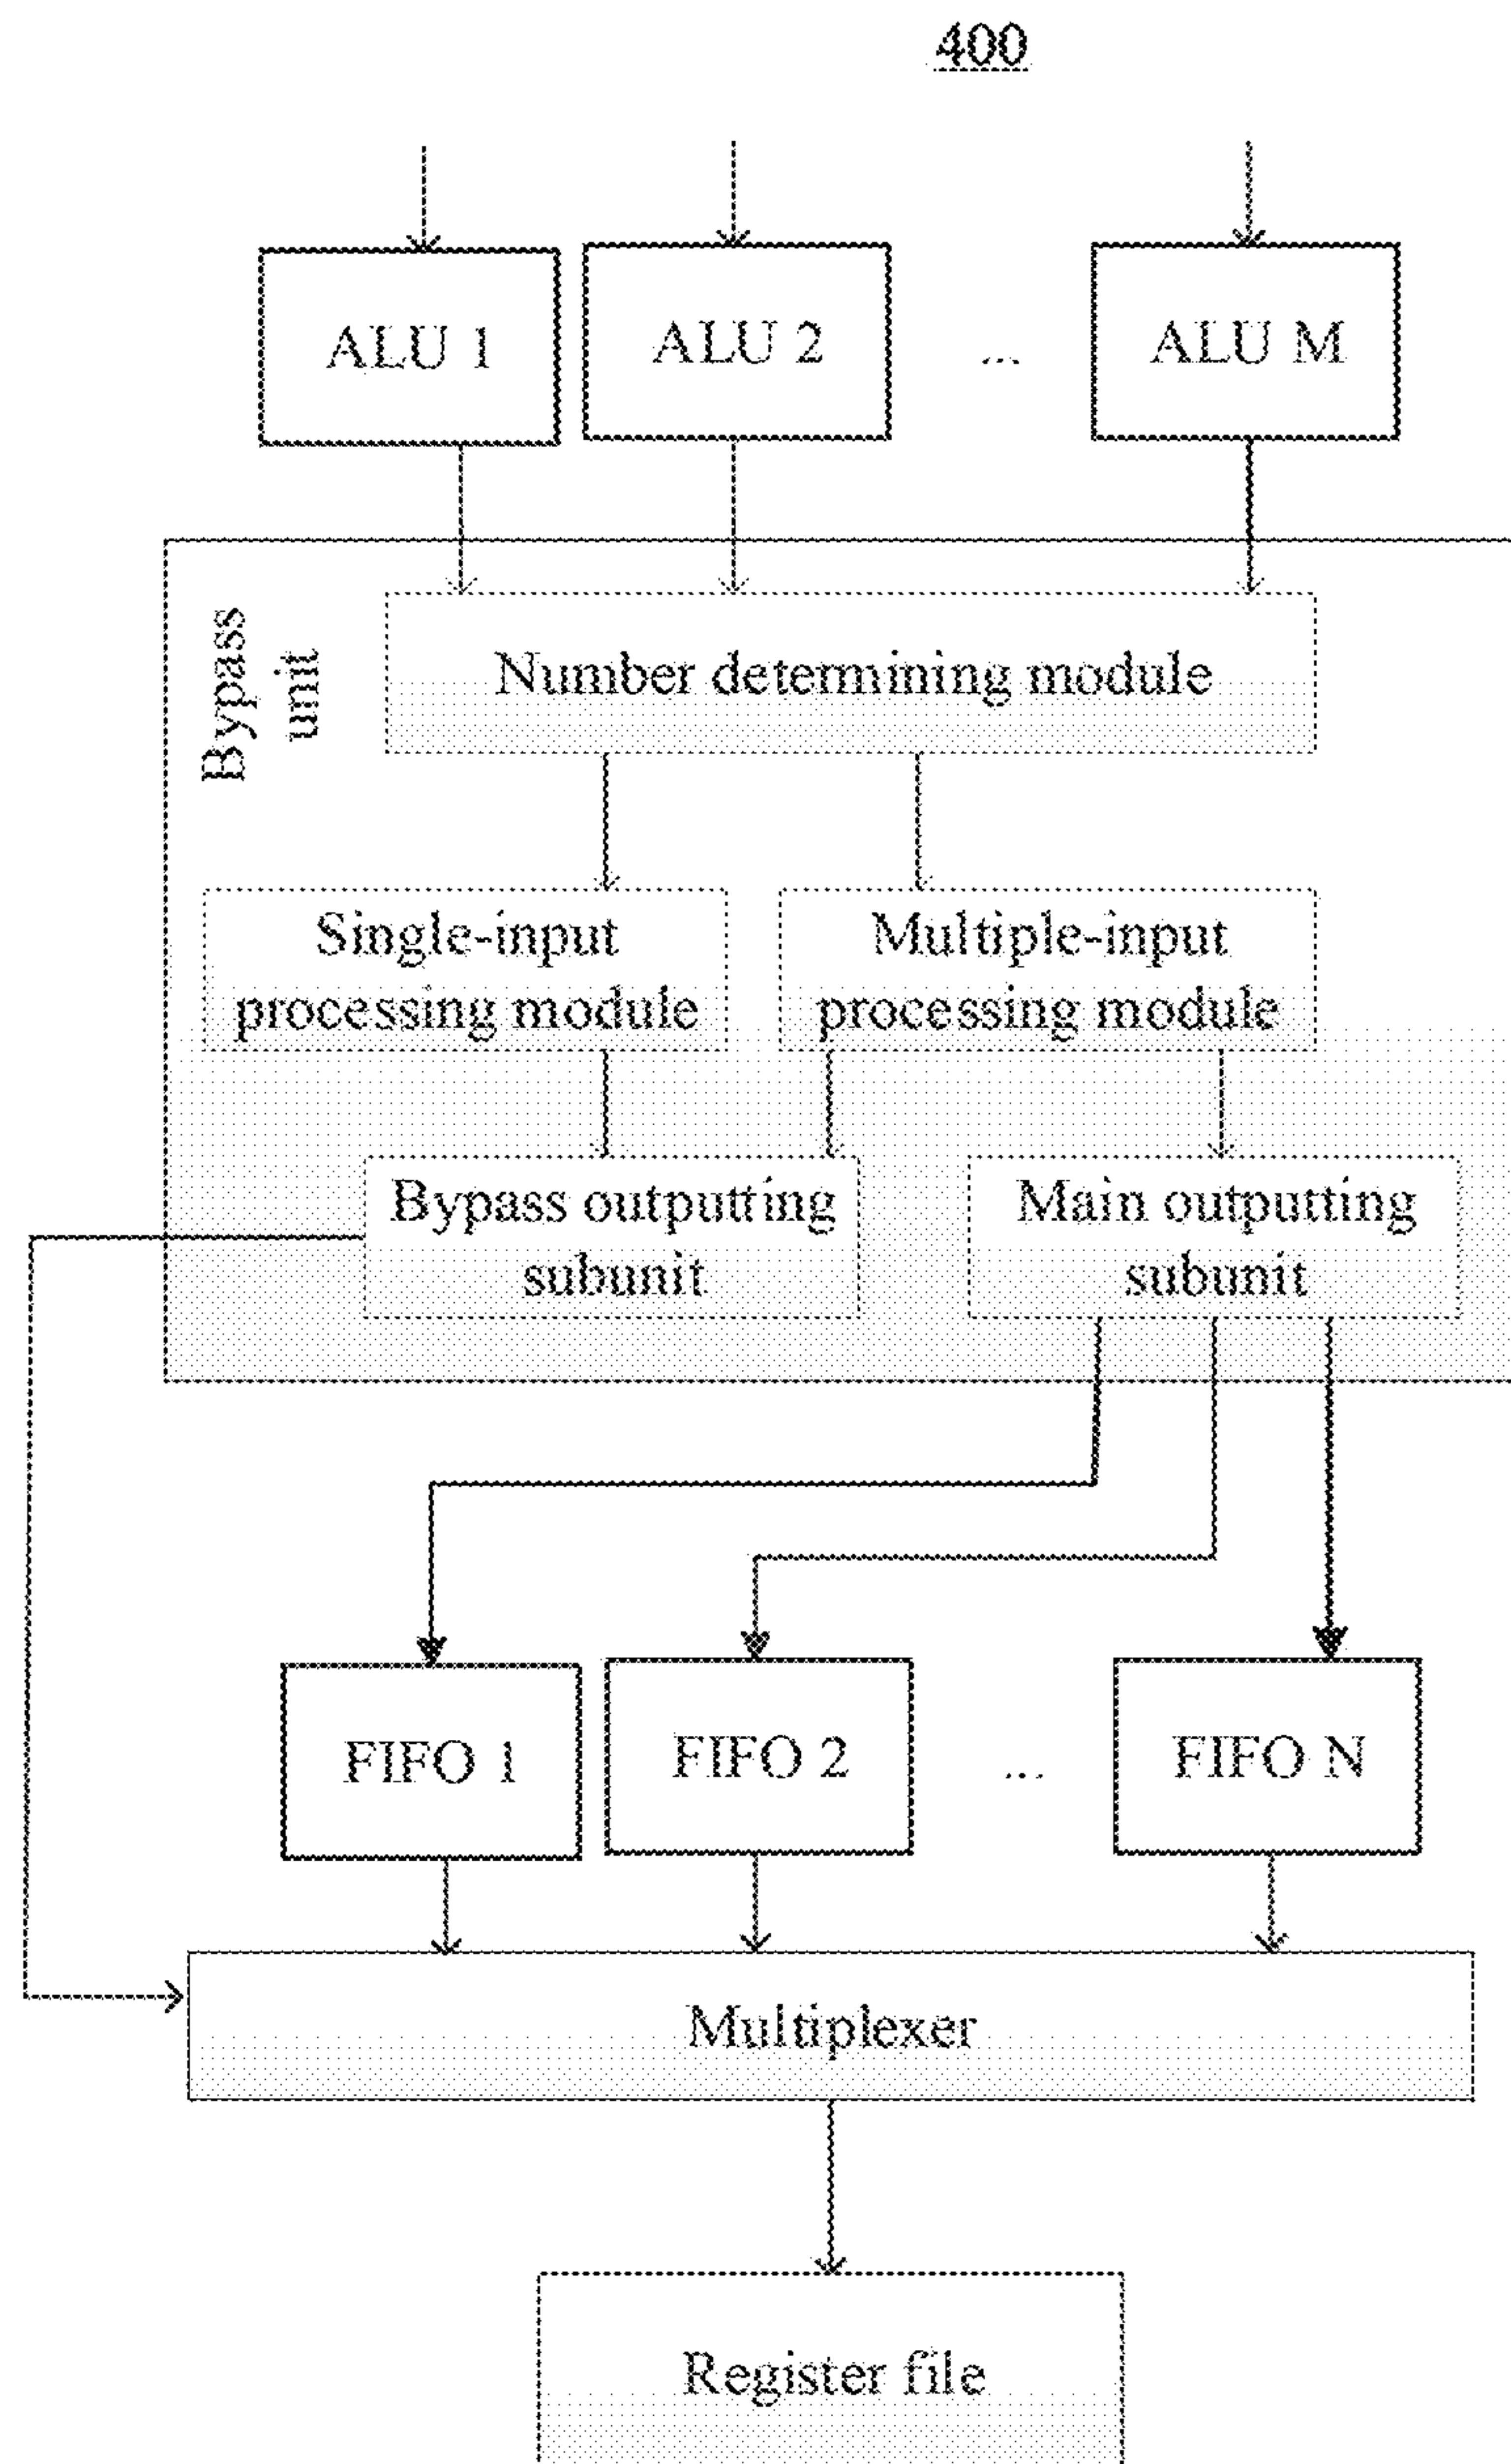 400
ALU 1
ALU 2
...
ALU M
Bypass
unit
Number determining module
Single-input
processing module
Multiple-input
processing module
Bypass outputting
subunit
Main outputting
subunit
FIFO 1
FIFO 2
...
FIFO N
Multiplexer
Register file